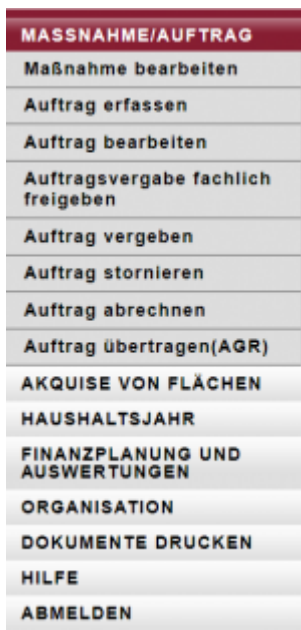 MASSNAHME/AUFTRAG
Maßnahme bearbeiten
Auftrag erfassen
Auftrag bearbeiten
Auftragsvergabe fachlich
freigeben
Auftrag vergeben
Auftrag stornieren
Auftrag abrechnen
Auftrag übertragen(AGR)
AKQUISE VON FLÄCHEN
HAUSHALTSJAHR
FINANZPLANUNG UND
AUSWERTUNGEN
ORGANISATION
DOKUMENTE DRUCKEN
HILFE
ABMELDEN